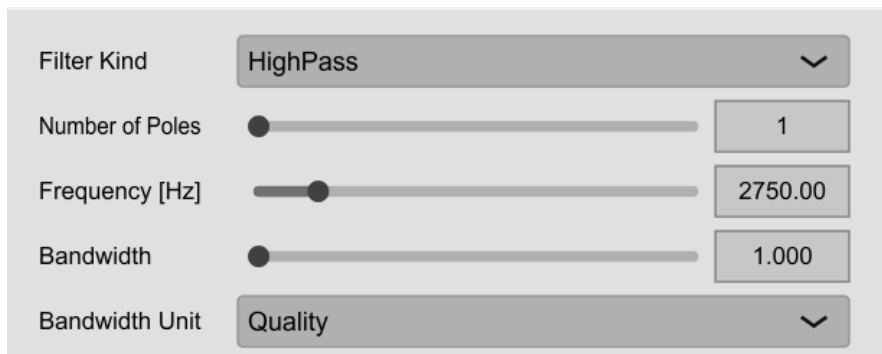 Filter Kind HighPass
Number of Poles 1
Frequency [Hz] 2750.00
Bandwidth 1.000
Bandwidth Unit Quality